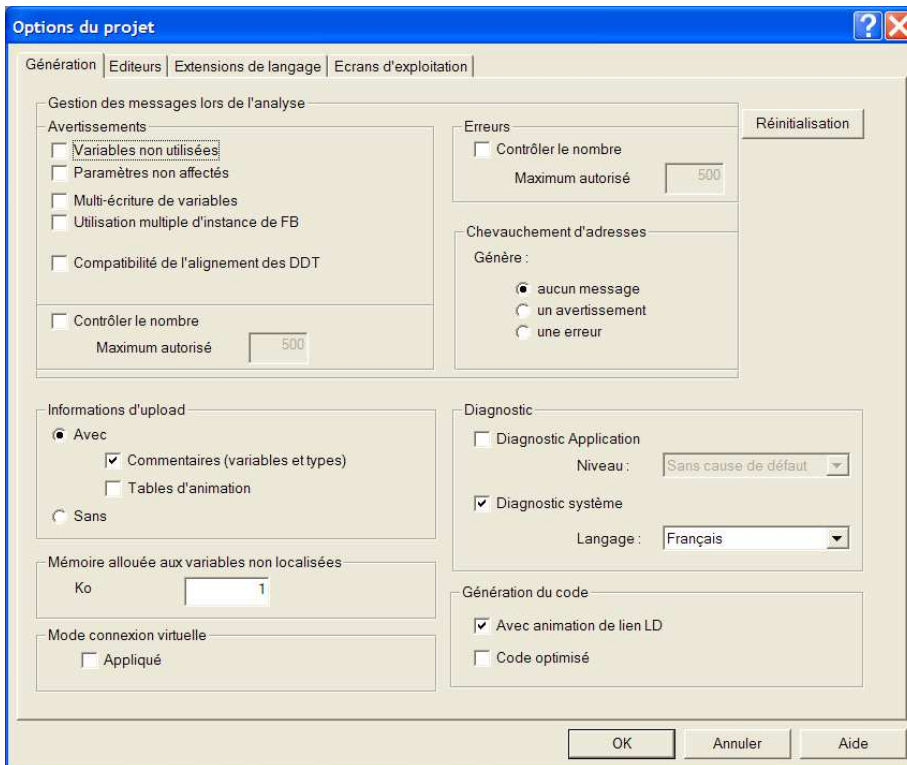 Options du projet
Génération
Editeurs
Extensions de langage
Ecrans d'exploitation
Gestion des messages lors de l'analyse
Avertissements
Variables non utilisées
Paramètres non affectés
Multi-écriture de variables
Utilisation multiple d'instance de FB
Compatibilité de l'alignement des DDT
Contrôler le nombre
Maximum autorisé
500
Erreurs
Contrôler le nombre
Maximum autorisé
500
Chevauchement d'adresses
Génère :
aucun message
un avertissement
une erreur
Réinitialisation
Informations d'upload
Avec
Commentaires (variables et types)
Tables d'animation
Sans
Mémoire allouée aux variables non localisées
Ko
1
Mode connexion virtuelle
Appliqué
Diagnostic
Diagnostic Application
Niveau :
Sans cause de défaut
Diagnostic système
Langage :
Français
Génération du code
Avec animation de lien LD
Code optimisé
OK
Annuler
Aide